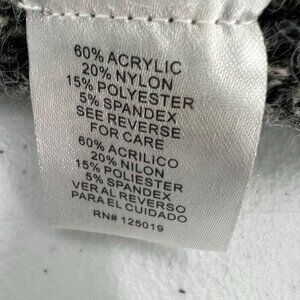 60% ACRYLIC
20% NYLON
15% POLYESTER
5% SPANDEX
SEE REVERSE
FOR CARE
60% ACRILICO
20% NILON
15% POLIESTER
5% SPANDEX
VER AL REVERSO
PARA EL CUIDADO
RN# 125019